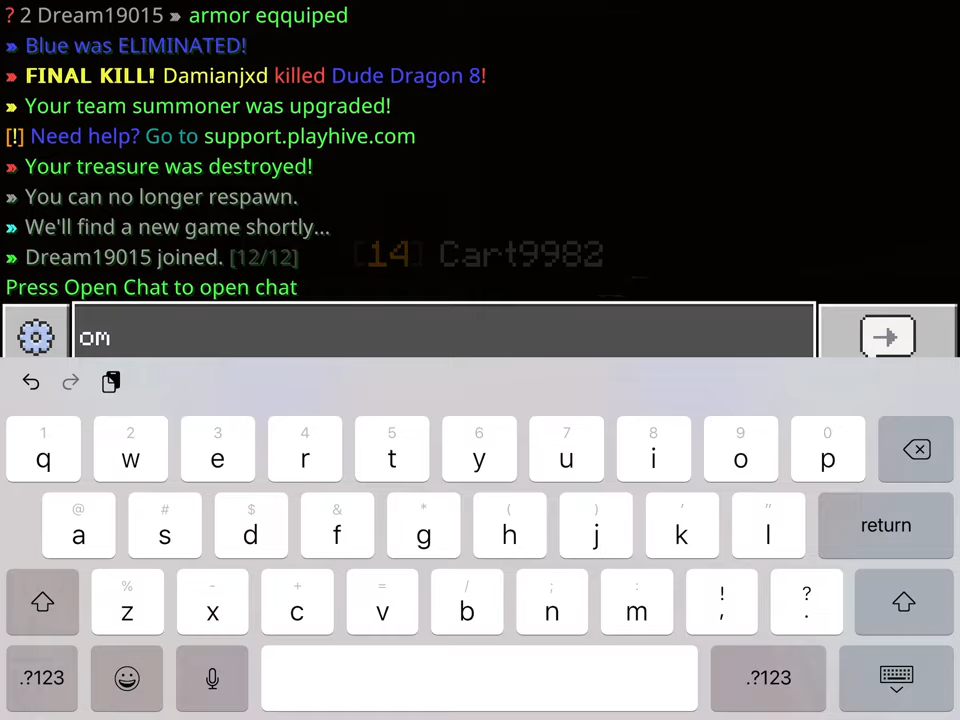 ? 2 Dream19015 » armor eqquiped
» Blue was ELIMINATED!
» FINAL KILL! Damianjxd killed Dude Dragon 8!
» Your team summoner was upgraded!
[!] Need help? Go to support.playhive.com
» Your treasure was destroyed!
» You can no longer respawn.
» We'll find a new game shortly...
» Dream19015 joined. [12/12]
[14] Cart9982
Press Open Chat to open chat
om
1 2 3 4 5 6 7 8 9 0
q w e r t y u i o p
@ # $ & * ( ) ' "
a s d f g h j k l return
% - + = / ; : ! ?
z x c v b n m , .
.?123 .?123